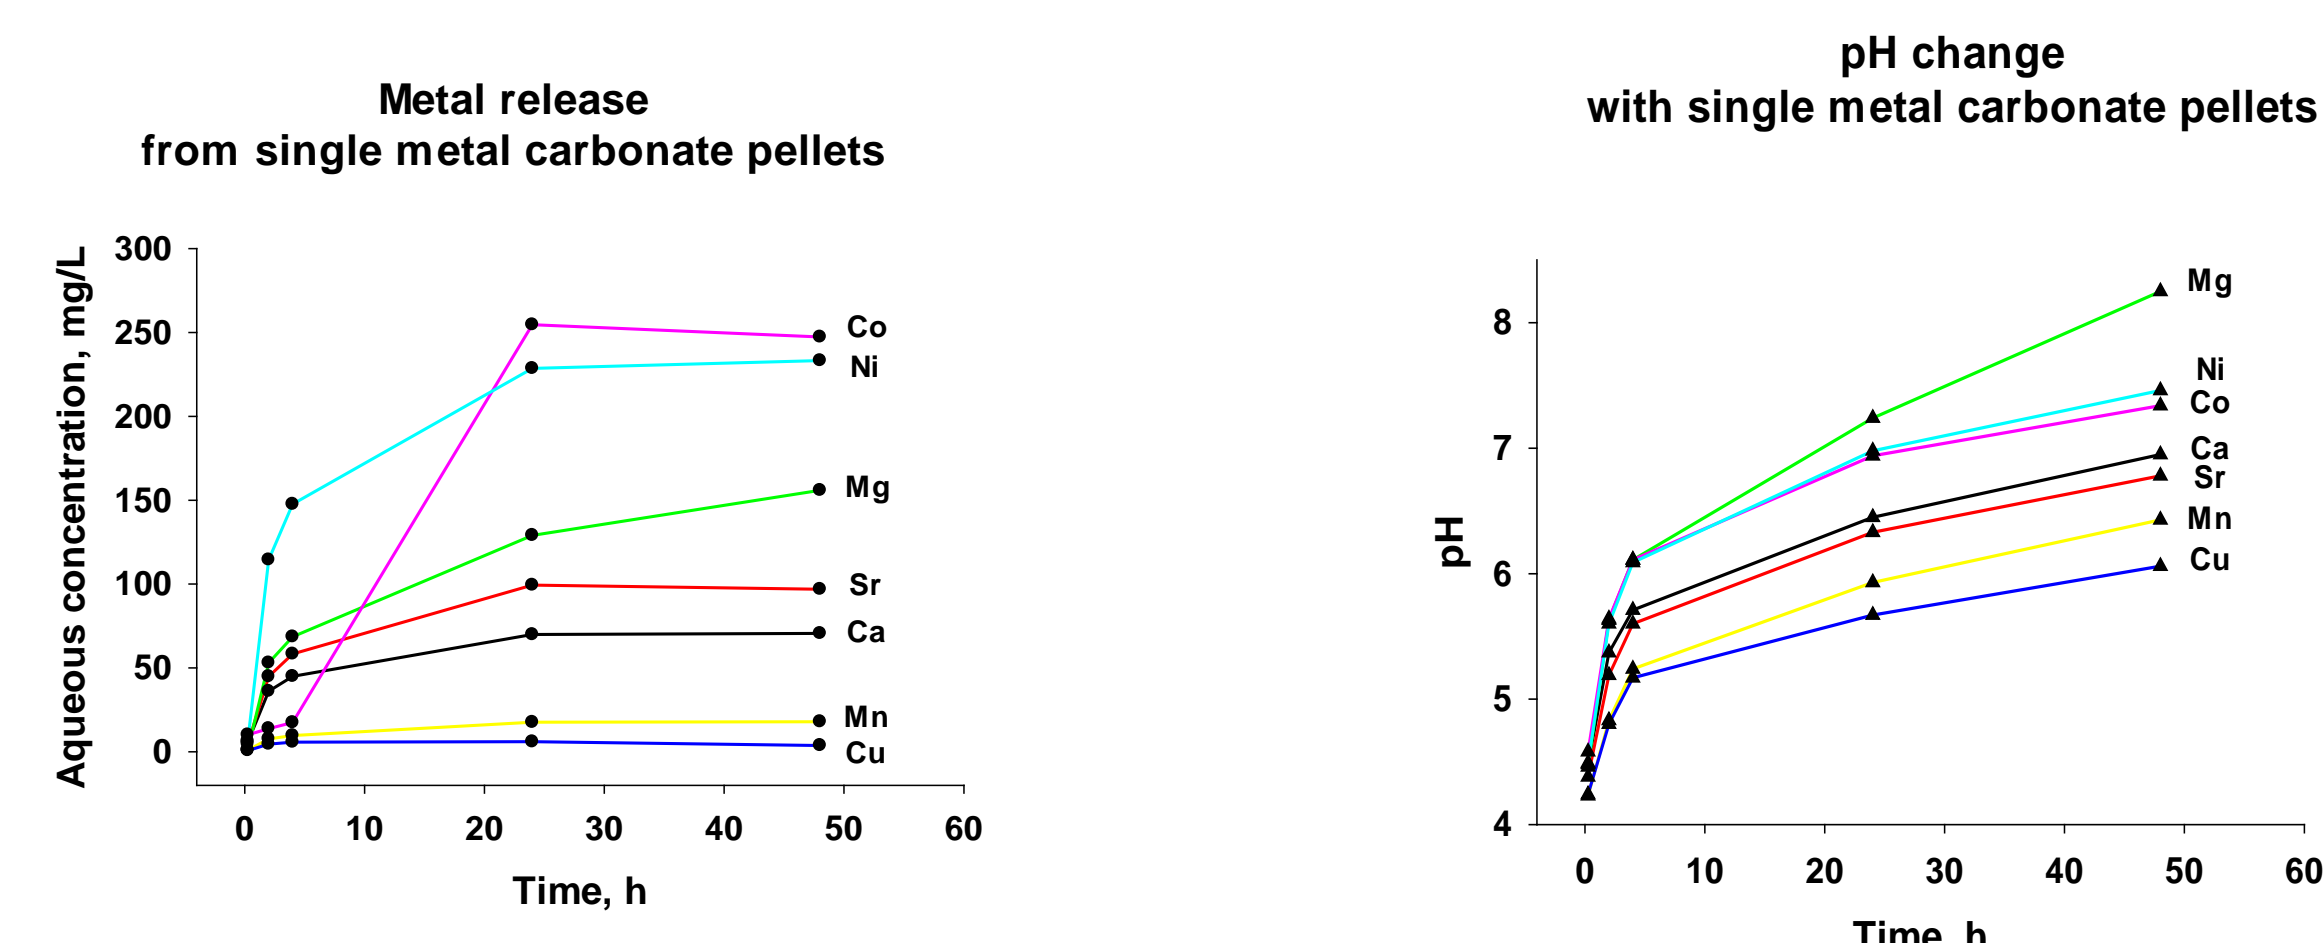 Metal release
from single metal carbonate pellets
Aqueous concentration, mg/L
300
250
200
150
100
50
0
Co
Ni
Mg
Sr
Ca
Mn
Cu
0 10 20 30 40 50 60
Time, h
pH change
with single metal carbonate pellets
pH
8
7
6
5
4
Mg
Ni
Co
Ca
Sr
Mn
Cu
0 10 20 30 40 50 60
Time, h